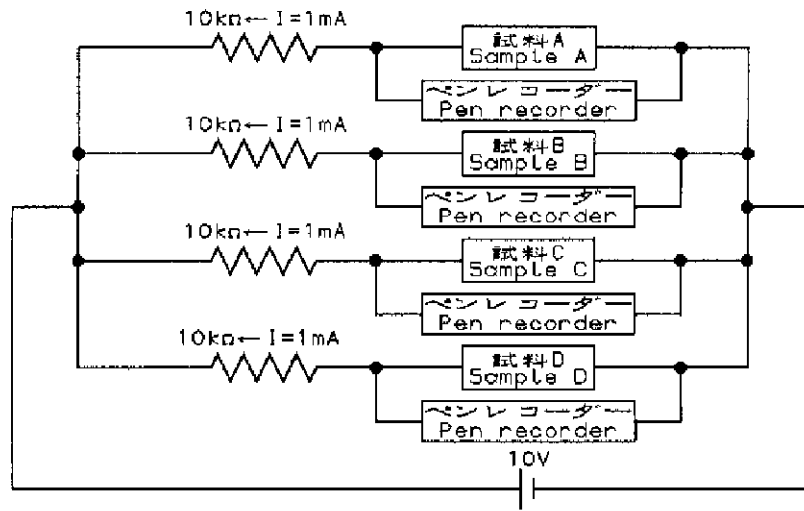 10kΩ← I=1mA
試料A
Sample A
ペンレコーダー
Pen recorder
10kΩ← I=1mA
試料B
Sample B
ペンレコーダー
Pen recorder
10kΩ← I=1mA
試料C
Sample C
ペンレコーダー
Pen recorder
10kΩ← I=1mA
試料D
Sample D
ペンレコーダー
Pen recorder
10V